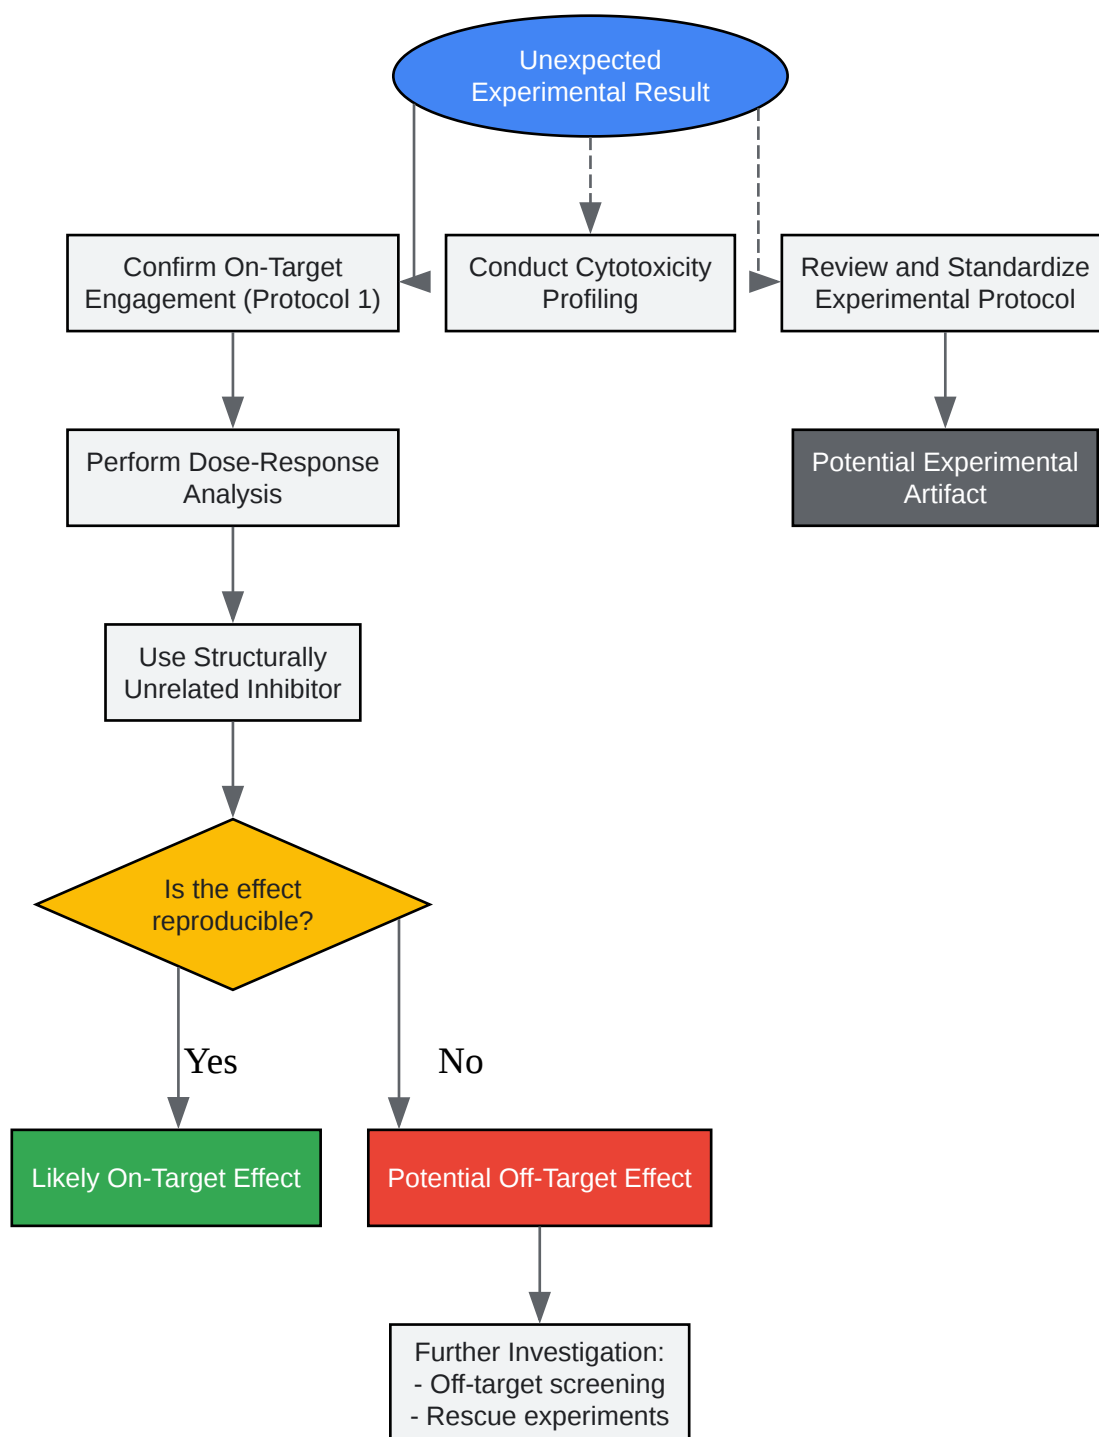 Unexpected
Experimental Result
Confirm On-Target
Engagement (Protocol 1)
Conduct Cytotoxicity
Profiling
Review and Standardize
Experimental Protocol
Perform Dose-Response
Analysis
Potential Experimental
Artifact
Use Structurally
Unrelated Inhibitor
Is the effect
reproducible?
Yes
No
Likely On-Target Effect
Potential Off-Target Effect
Further Investigation:
- Off-target screening
- Rescue experiments